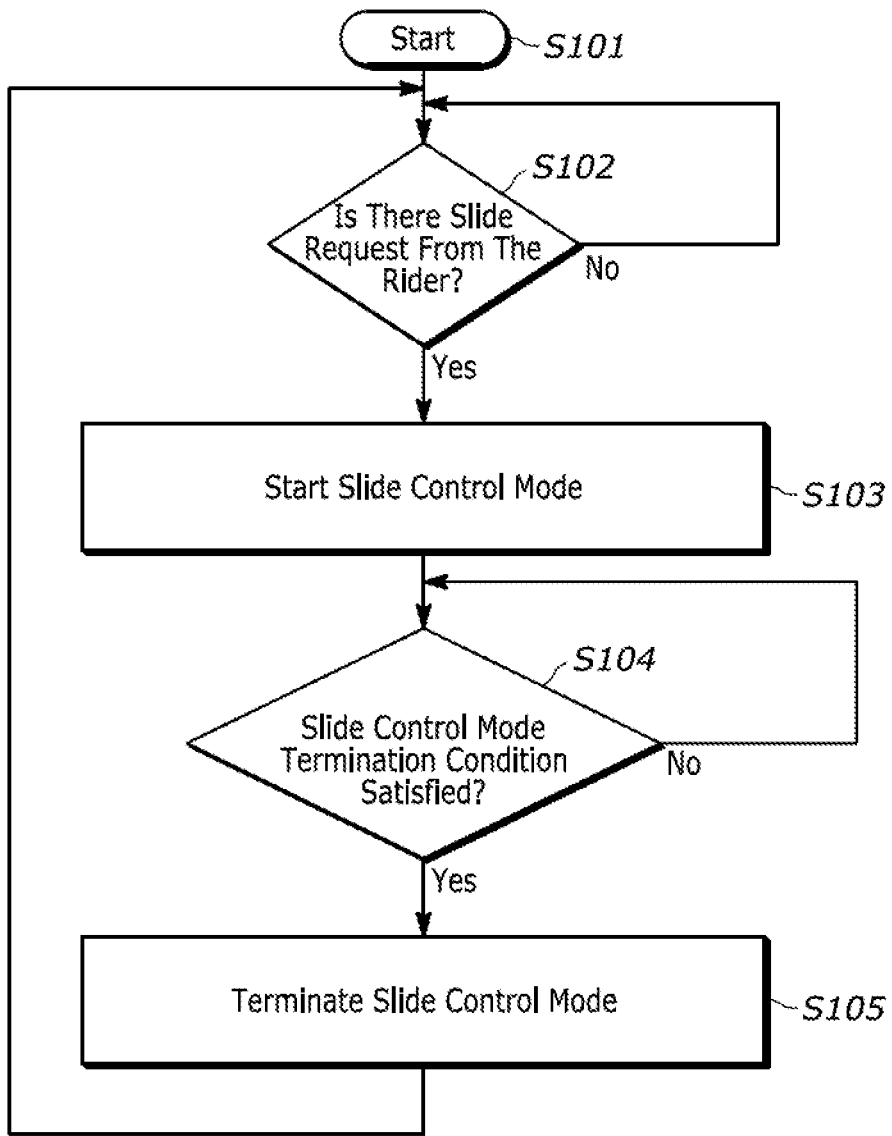 Start
S101
S102
Is There Slide
Request From The
Rider?
No
Yes
Start Slide Control Mode
S103
S104
Slide Control Mode
Termination Condition
Satisfied?
No
Yes
Terminate Slide Control Mode
S105